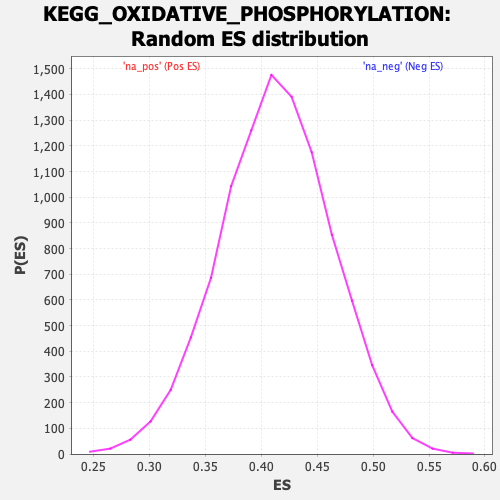 KEGG_OXIDATIVE_PHOSPHORYLATION:
Random ES distribution
'na_pos' (Pos ES)
'na_neg' (Neg ES)
1,500
1,400
1,300
1,200
1,100
1,000
900
800
700
600
500
400
300
200
100
0
P(ES)
0.25 0.30 0.35 0.40 0.45 0.50 0.55 0.60
ES